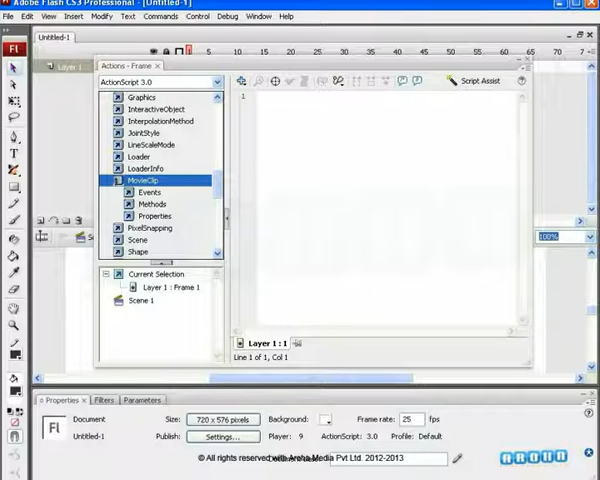 Adobe Flash CS3 Professional - [Untitled-1]
File Edit View Insert Modify Text Commands Control Debug Window Help
Untitled-1
5 10 15 20 25 30 35 40 45 50 55 60 65 7
Layer 1
Actions - Frame
ActionScript 3.0
Script Assist
Graphics
InteractiveObject
InterpolationMethod
JointStyle
LineScaleMode
Loader
LoaderInfo
MovieClip
Events
Methods
Properties
PixelSnapping
Scene
Shape
1
100%
Current Selection
Layer 1 : Frame 1
Scene 1
Layer 1 : 1
Line 1 of 1, Col 1
Properties Filters Parameters
Fl
Document
Untitled-1
Size: 720 x 576 pixels
Background:
Frame rate: 25 fps
Publish: Settings...
Player: 9 ActionScript: 3.0 Profile: Default
© All rights reserved with Arena Media Pvt Ltd. 2012-2013